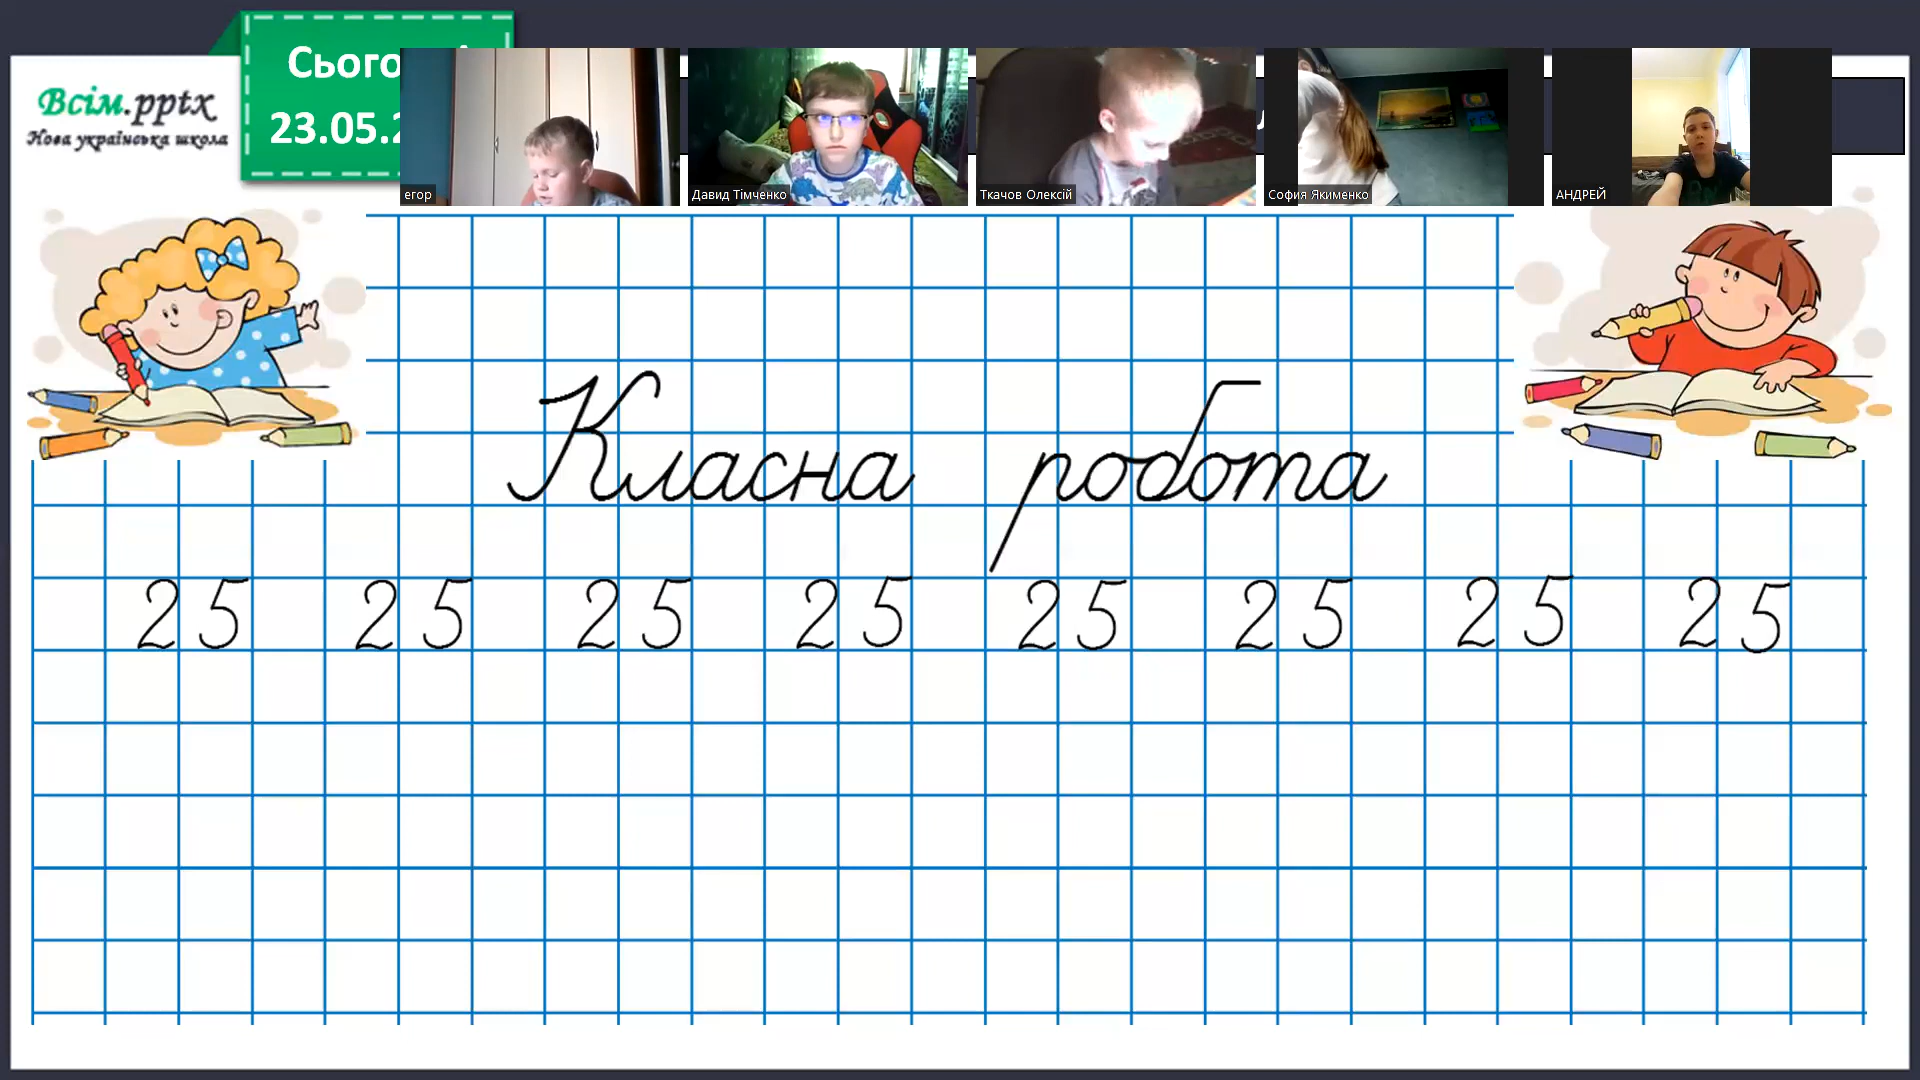 Всім.pptx
Нова українська школа
23.05.2
егор
Давид Тімченко
Ткачов Олексій
София Якименко
АНДРЕЙ
Класна робота
25 25 25 25 25 25 25 25